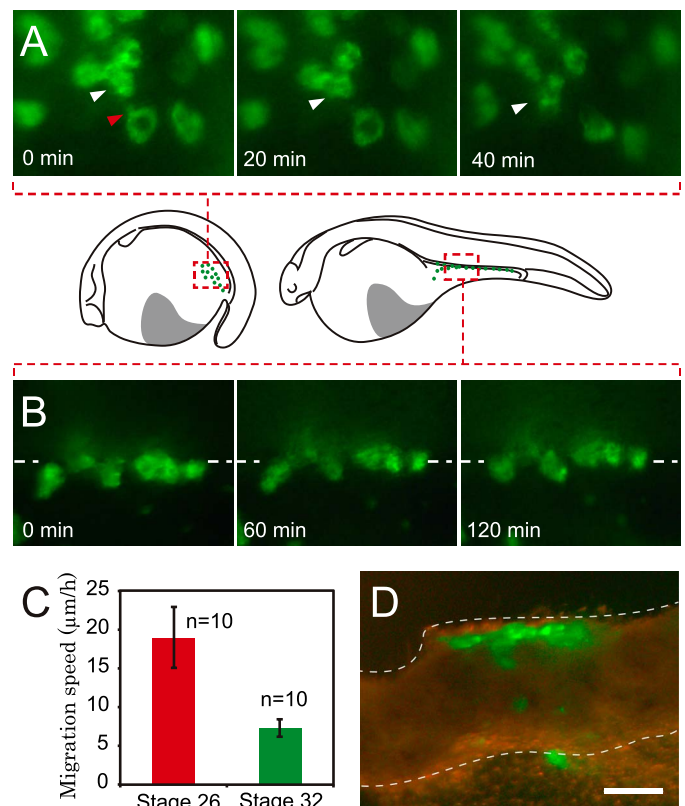 A
0 min
20 min
40 min
B
0 min
60 min
120 min
C
Migration speed (μm/h)
25
20
15
10
5
0
n=10
n=10
Stage 26
Stage 32
D